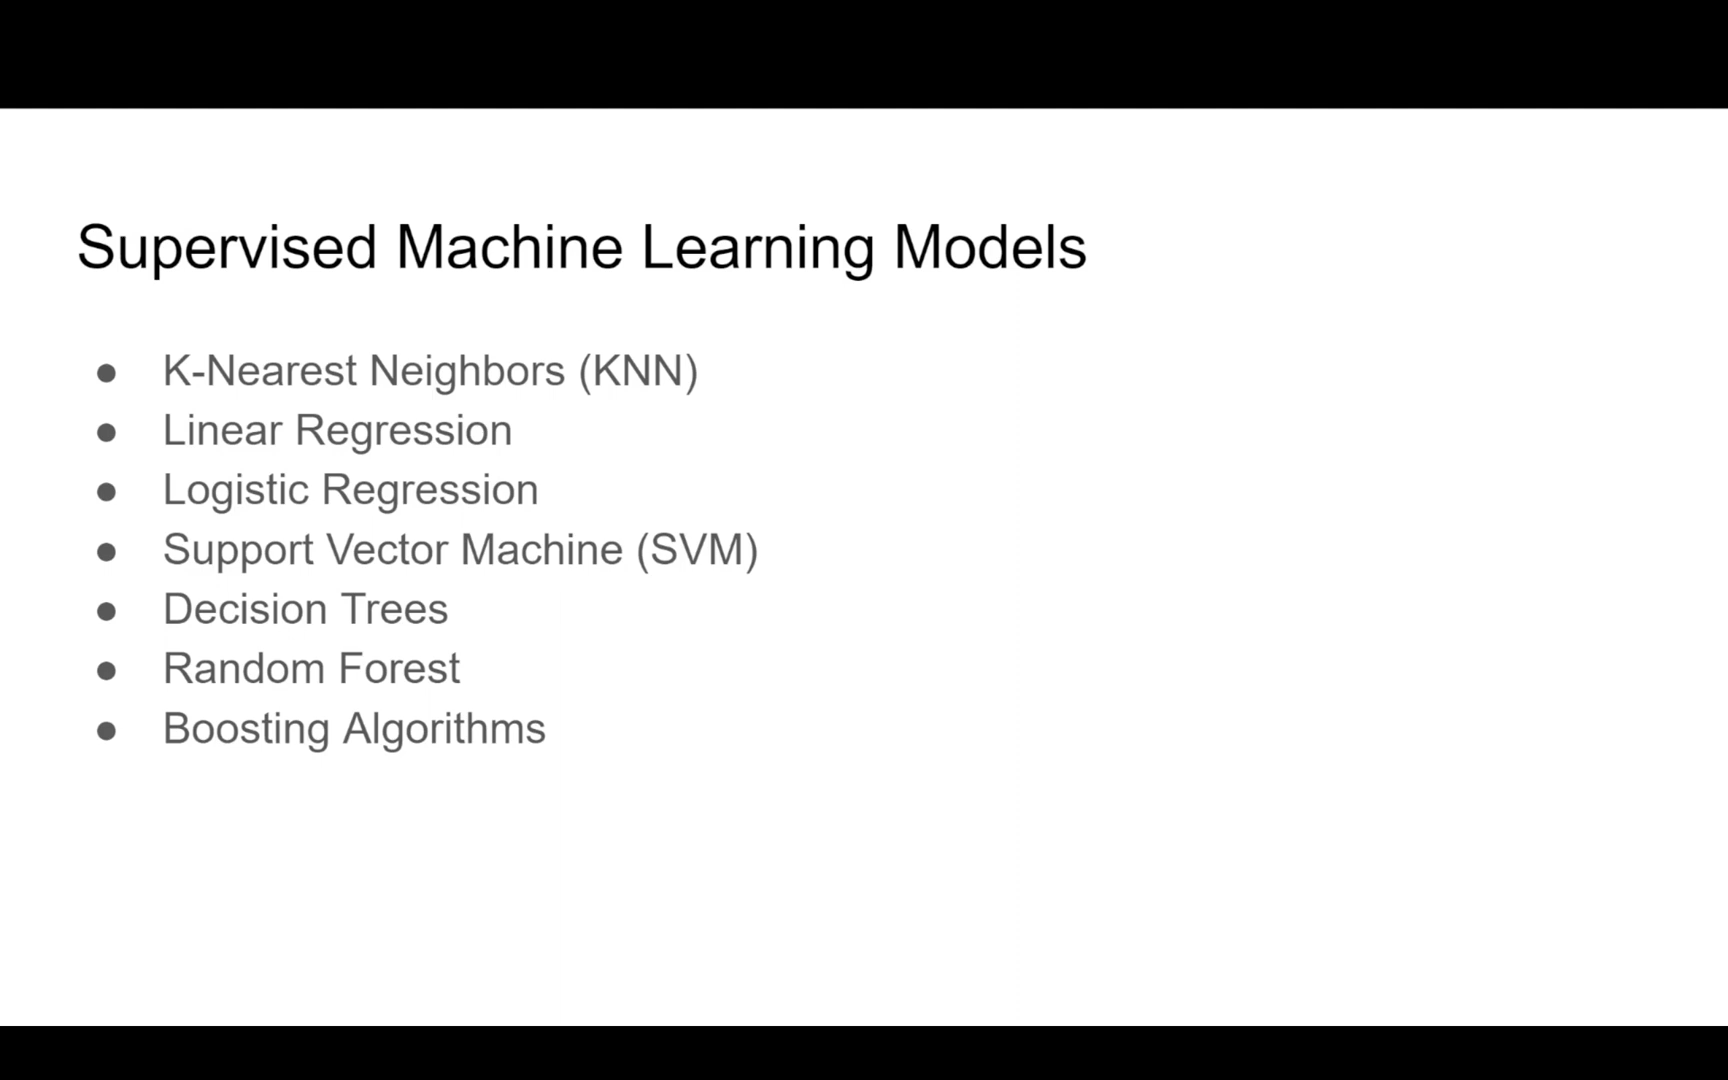 Supervised Machine Learning Models
● K-Nearest Neighbors (KNN)
● Linear Regression
● Logistic Regression
● Support Vector Machine (SVM)
● Decision Trees
● Random Forest
● Boosting Algorithms